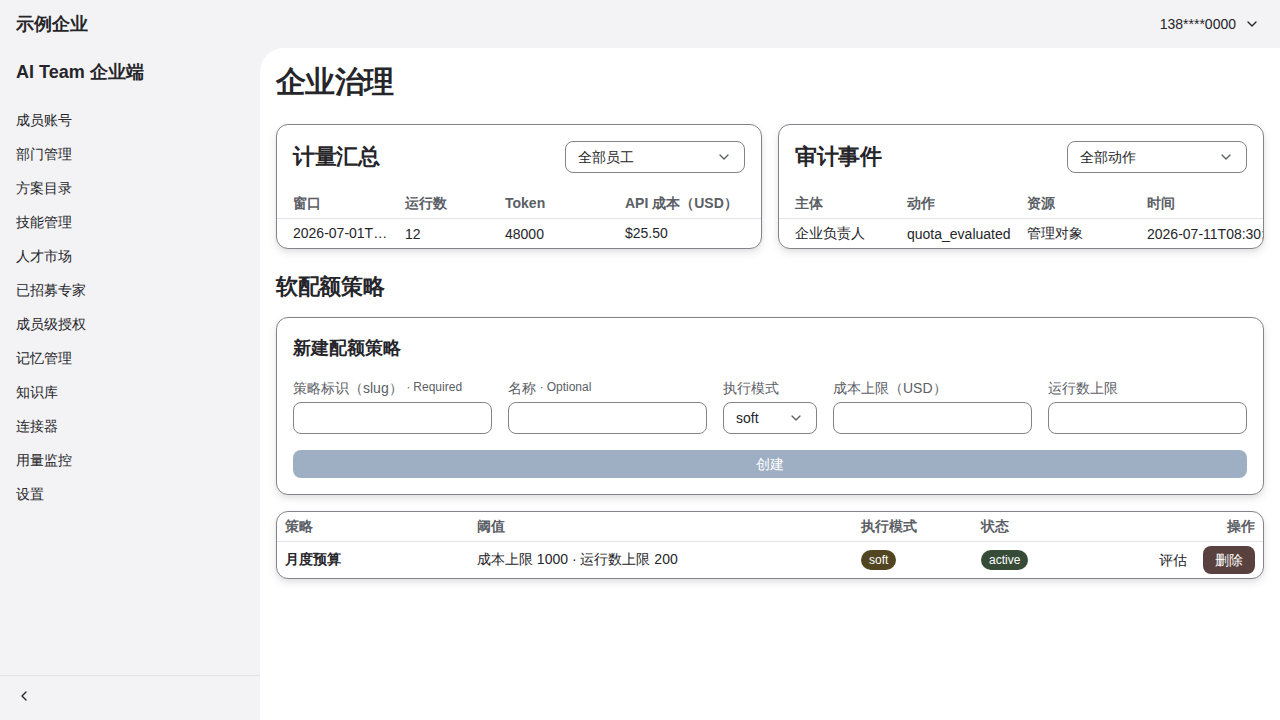 示例企业
138****0000
AI Team 企业端
成员账号
部门管理
方案目录
技能管理
人才市场
已招募专家
成员级授权
记忆管理
知识库
连接器
用量监控
设置
企业治理
计量汇总
全部员工
窗口 运行数 Token API 成本（USD）
2026-07-01T… 12 48000 $25.50
审计事件
全部动作
主体 动作 资源 时间
企业负责人 quota_evaluated 管理对象 2026-07-11T08:30:
软配额策略
新建配额策略
策略标识（slug） · Required 名称 · Optional 执行模式 成本上限（USD） 运行数上限
soft
创建
策略 阈值 执行模式 状态 操作
月度预算 成本上限 1000 · 运行数上限 200 soft active 评估 删除